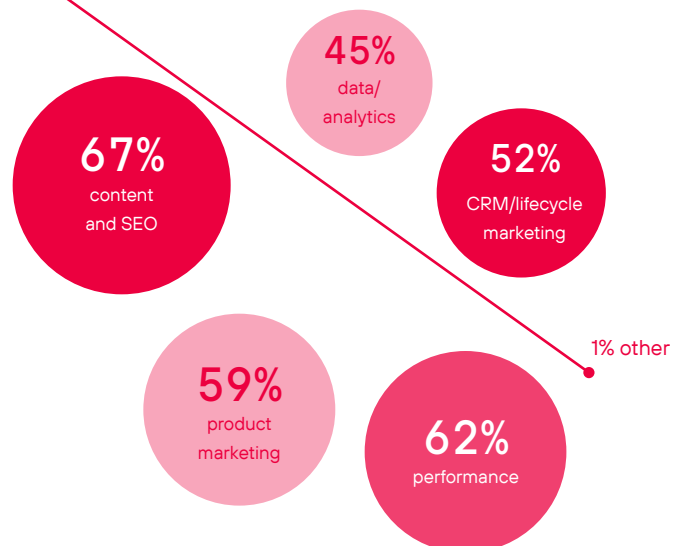 45%
data/
analytics
67%
content
and SEO
52%
CRM/lifecycle
marketing
1% other
59%
product
marketing
62%
performance